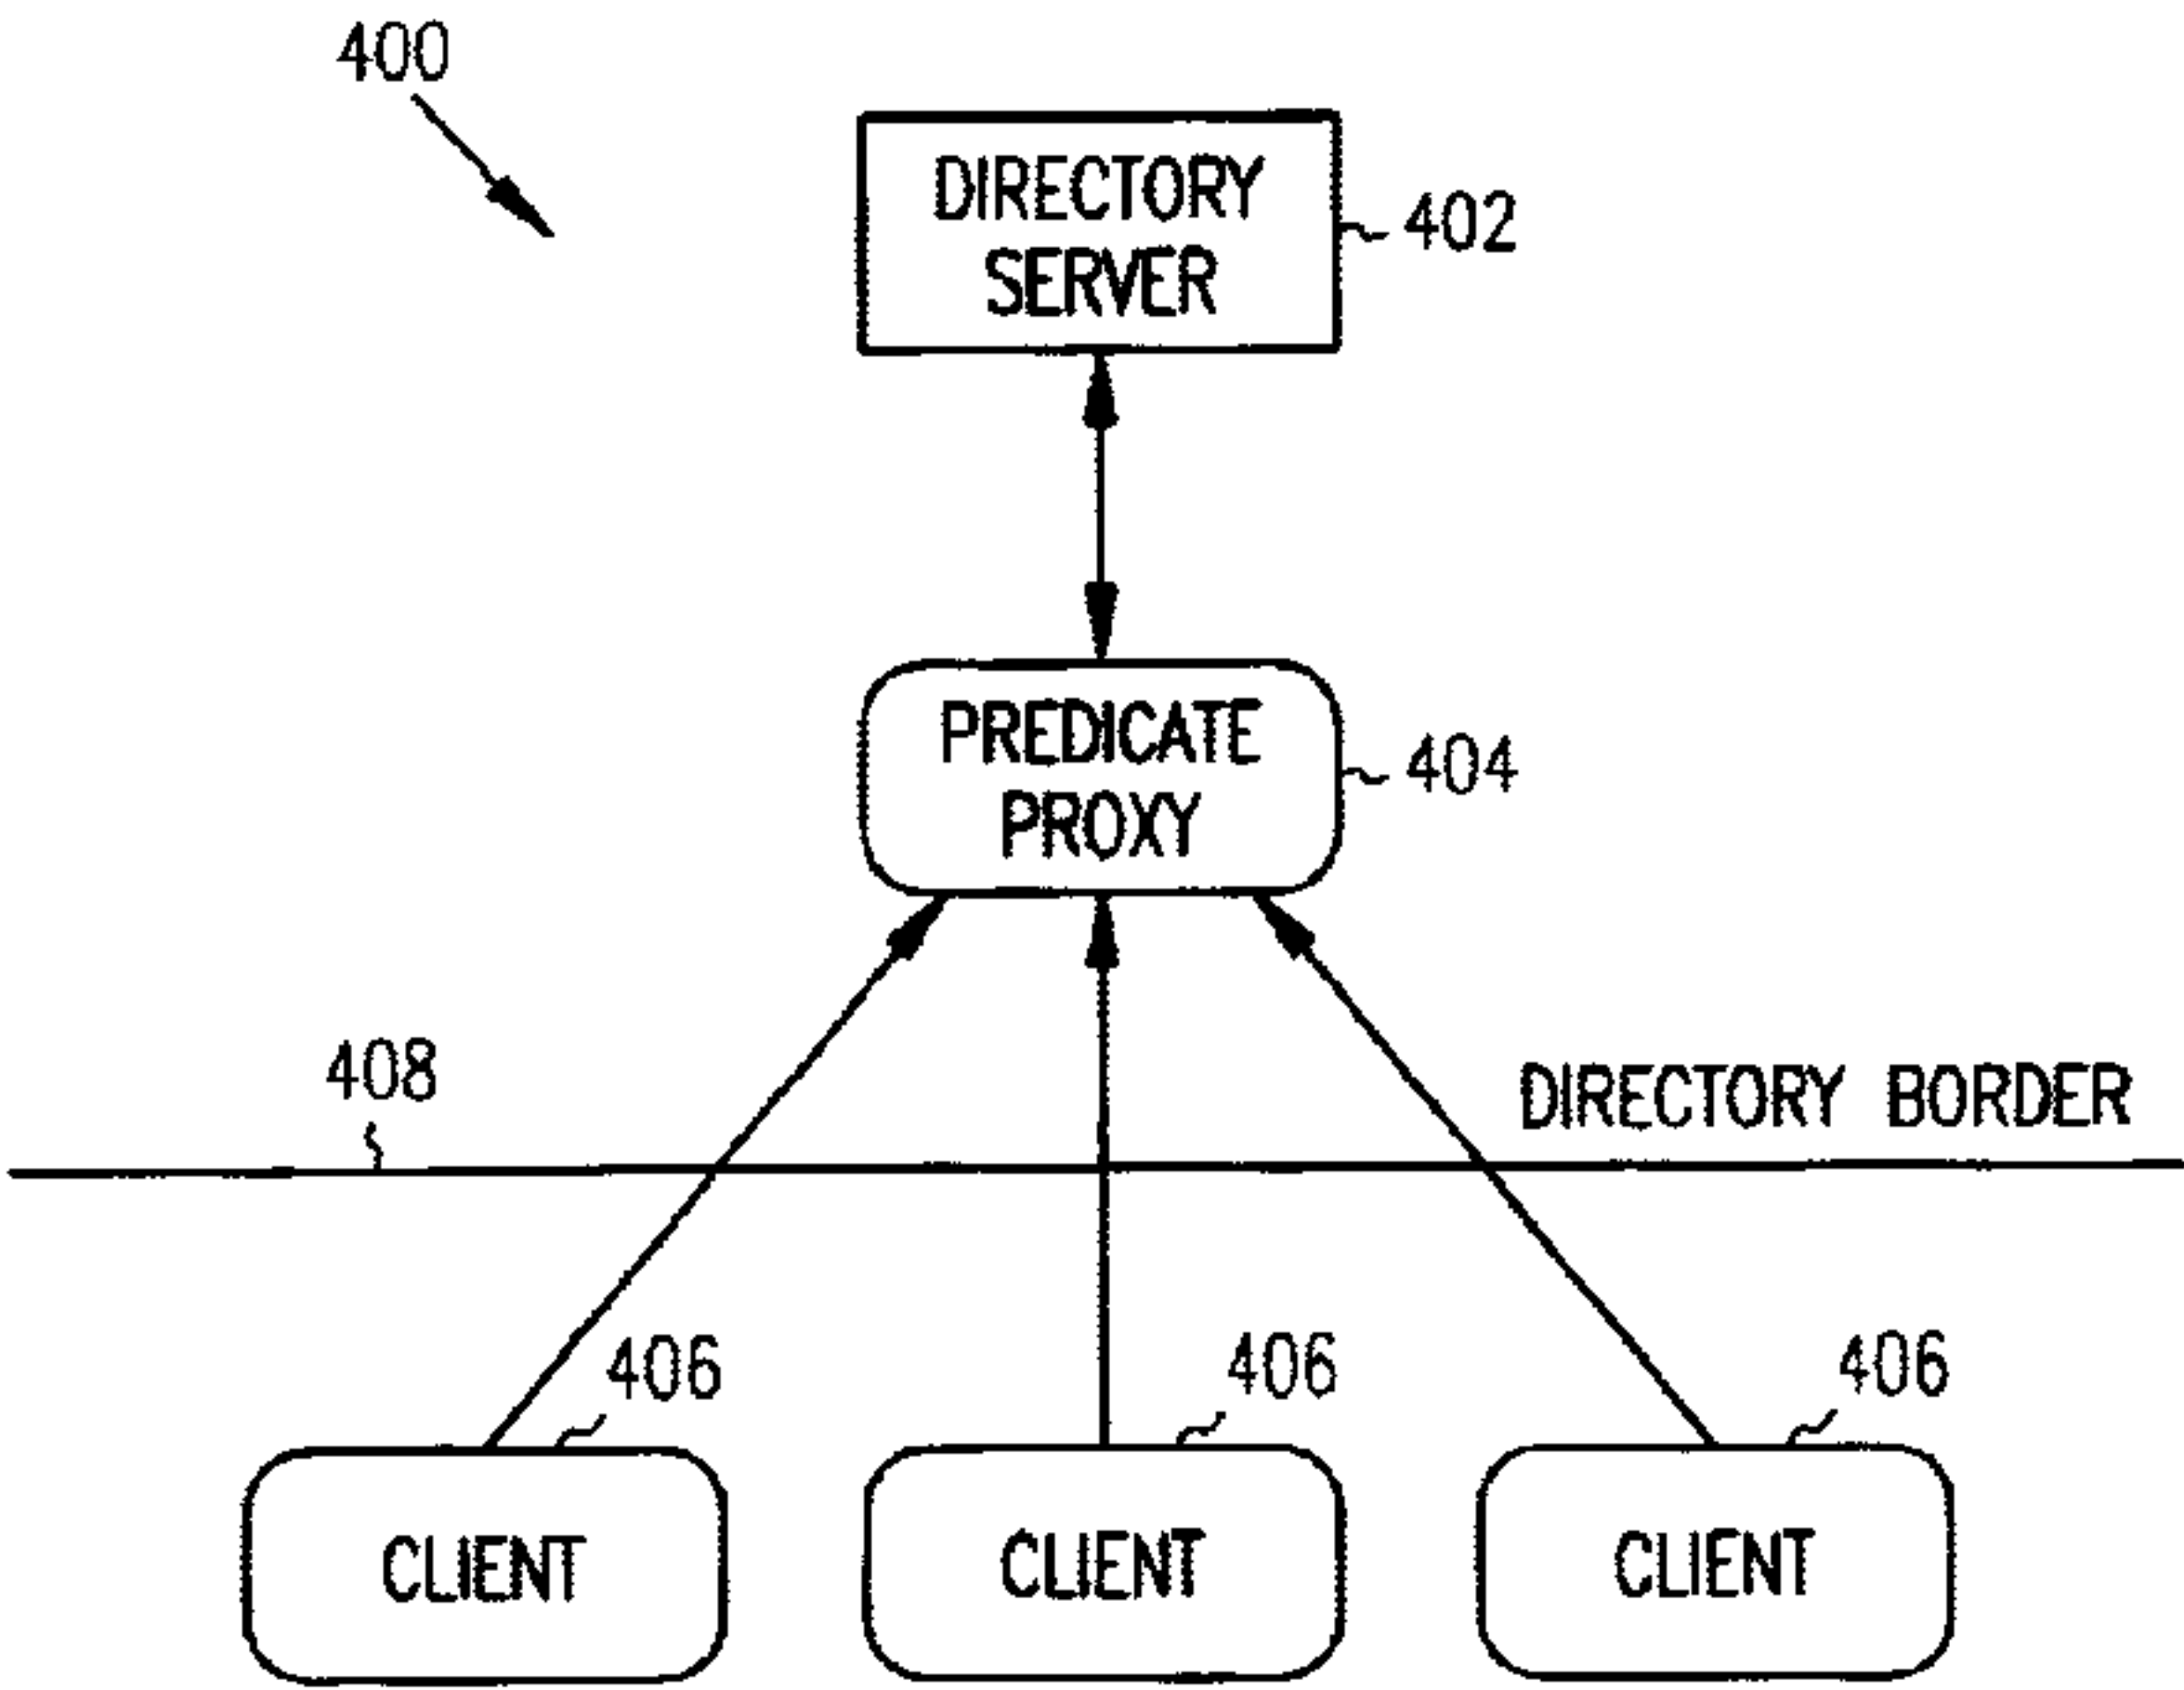 400
DIRECTORY
SERVER
402
PREDICATE
PROXY
404
408
DIRECTORY BORDER
406
406
406
CLIENT
CLIENT
CLIENT